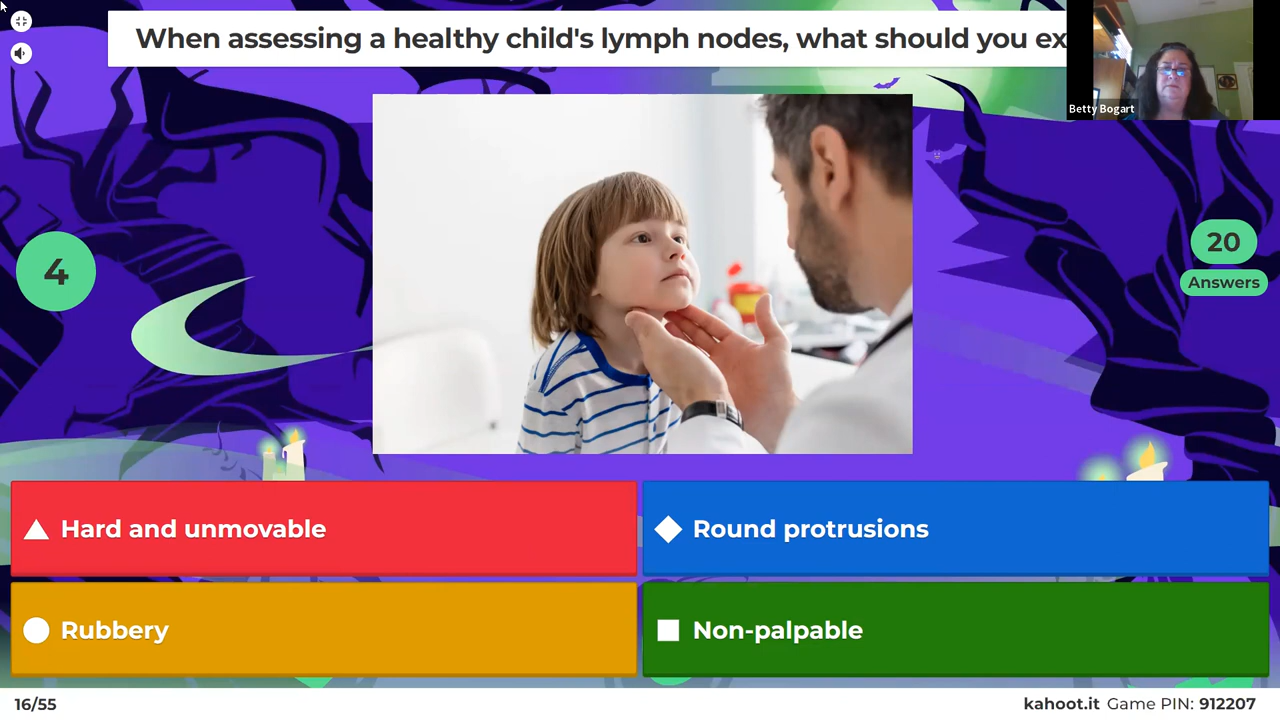 When assessing a healthy child's lymph nodes, what should you ex
Betty Bogart
4
20
Answers
Hard and unmovable
Round protrusions
Rubbery
Non-palpable
16/55
kahoot.it Game PIN: 912207